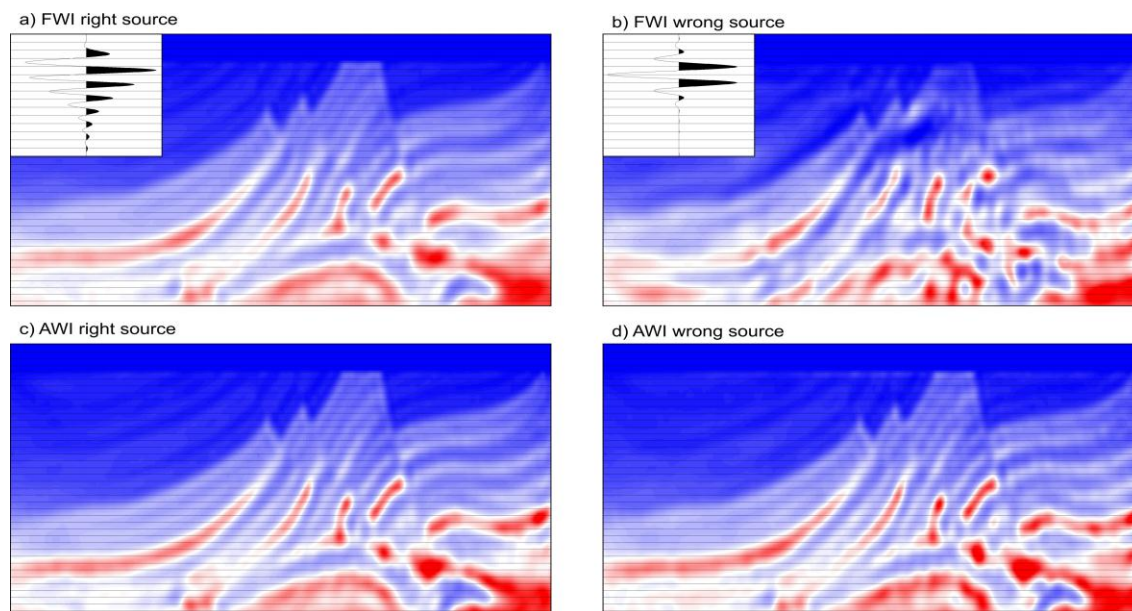 a) FWI right source
b) FWI wrong source
c) AWI right source
d) AWI wrong source